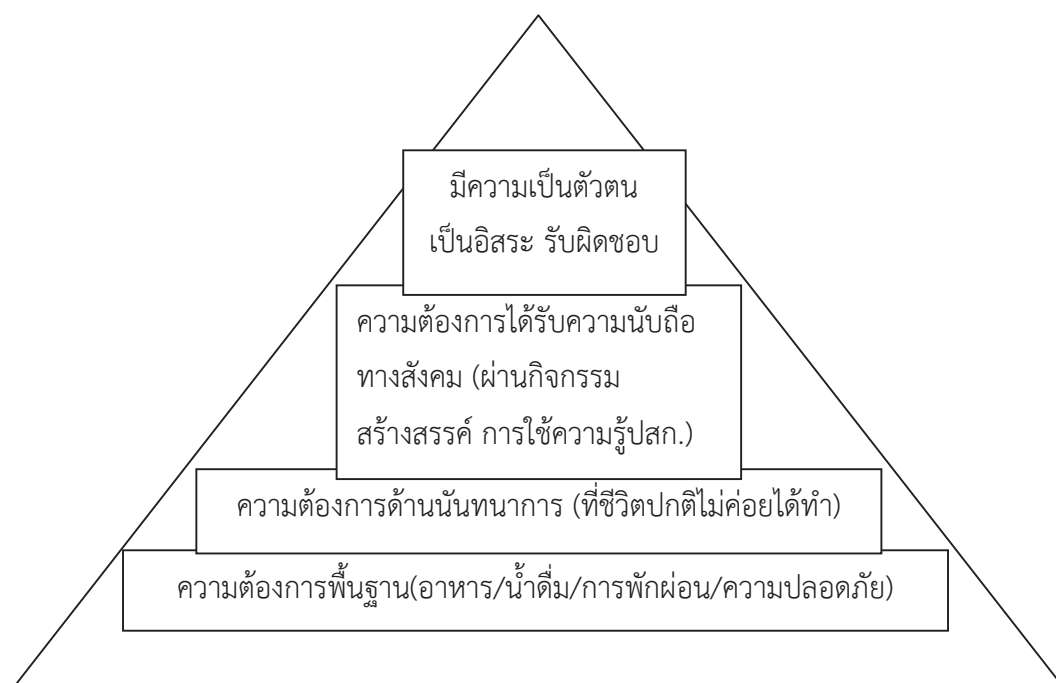 มีความเป็นตัวตน
เป็นอิสระ รับผิดชอบ
ความต้องการได้รับความนับถือ
ทางสังคม (ผ่านกิจกรรม
สร้างสรรค์ การใช้ความรู้ปสก.)
ความต้องการด้านนันทนาการ (ที่ชีวิตปกติไม่ค่อยได้ทำ)
ความต้องการพื้นฐาน(อาหาร/น้ำดื่ม/การพักผ่อน/ความปลอดภัย)